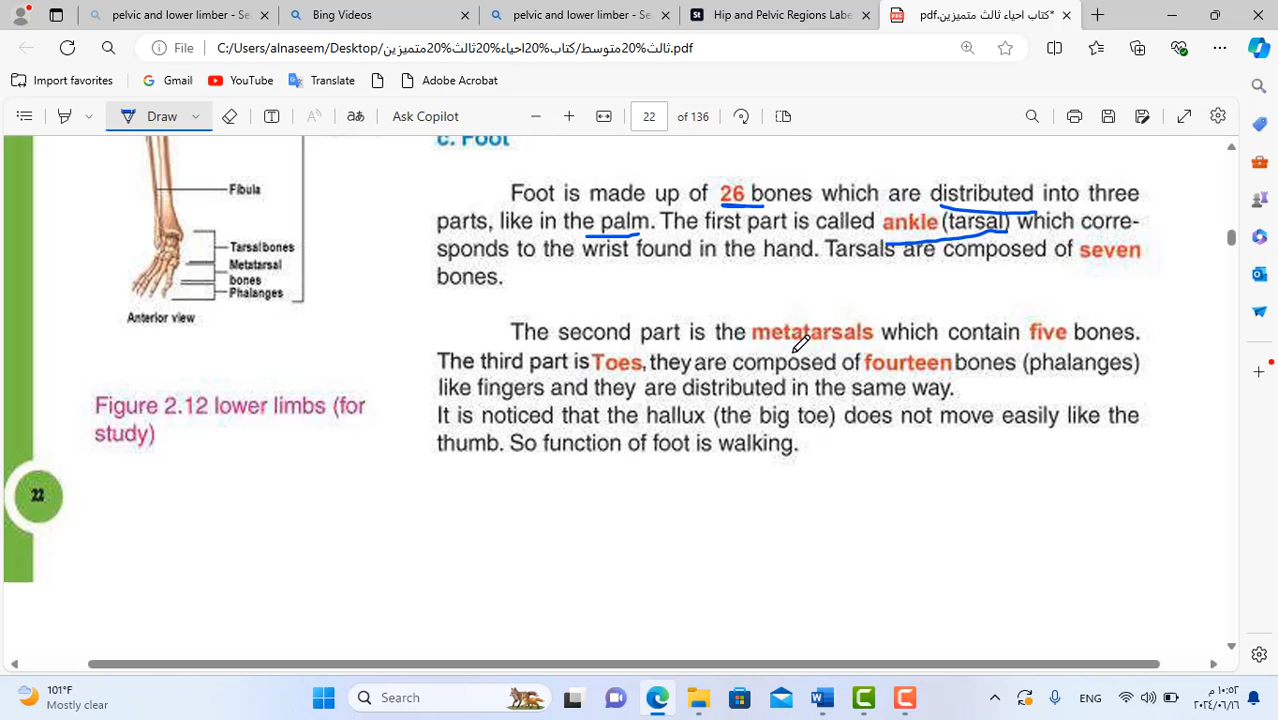 pelvic and lower limber - Se
Bing Videos
pelvic and lower limber - Se
St
Hip and Pelvic Regions Labe
PDF
كتاب احياء ثالث متميزين.pdf*
File
C:/Users/alnaseem/Desktop/كتاب%20احياء%20ثالث%20متميزين/ثالث%20متوسط.pdf
Import favorites
Gmail
YouTube
Translate
Adobe Acrobat
Draw
Ask Copilot
22
of 136
Fibula
Tarsal bones
Metatarsal
bones
Phalanges
Anterior view
Figure 2.12 lower limbs (for
study)
22
c. Foot
Foot is made up of 26 bones which are distributed into three
parts, like in the palm. The first part is called ankle (tarsal) which corre-
sponds to the wrist found in the hand. Tarsals are composed of seven
bones.
The second part is the metatarsals which contain five bones.
The third part is Toes, they are composed of fourteen bones (phalanges)
like fingers and they are distributed in the same way.
It is noticed that the hallux (the big toe) does not move easily like the
thumb. So function of foot is walking.
101°F
Mostly clear
Search
ENG
١٠:٥٢ م
٢٠٢٤/٠٦/١٦